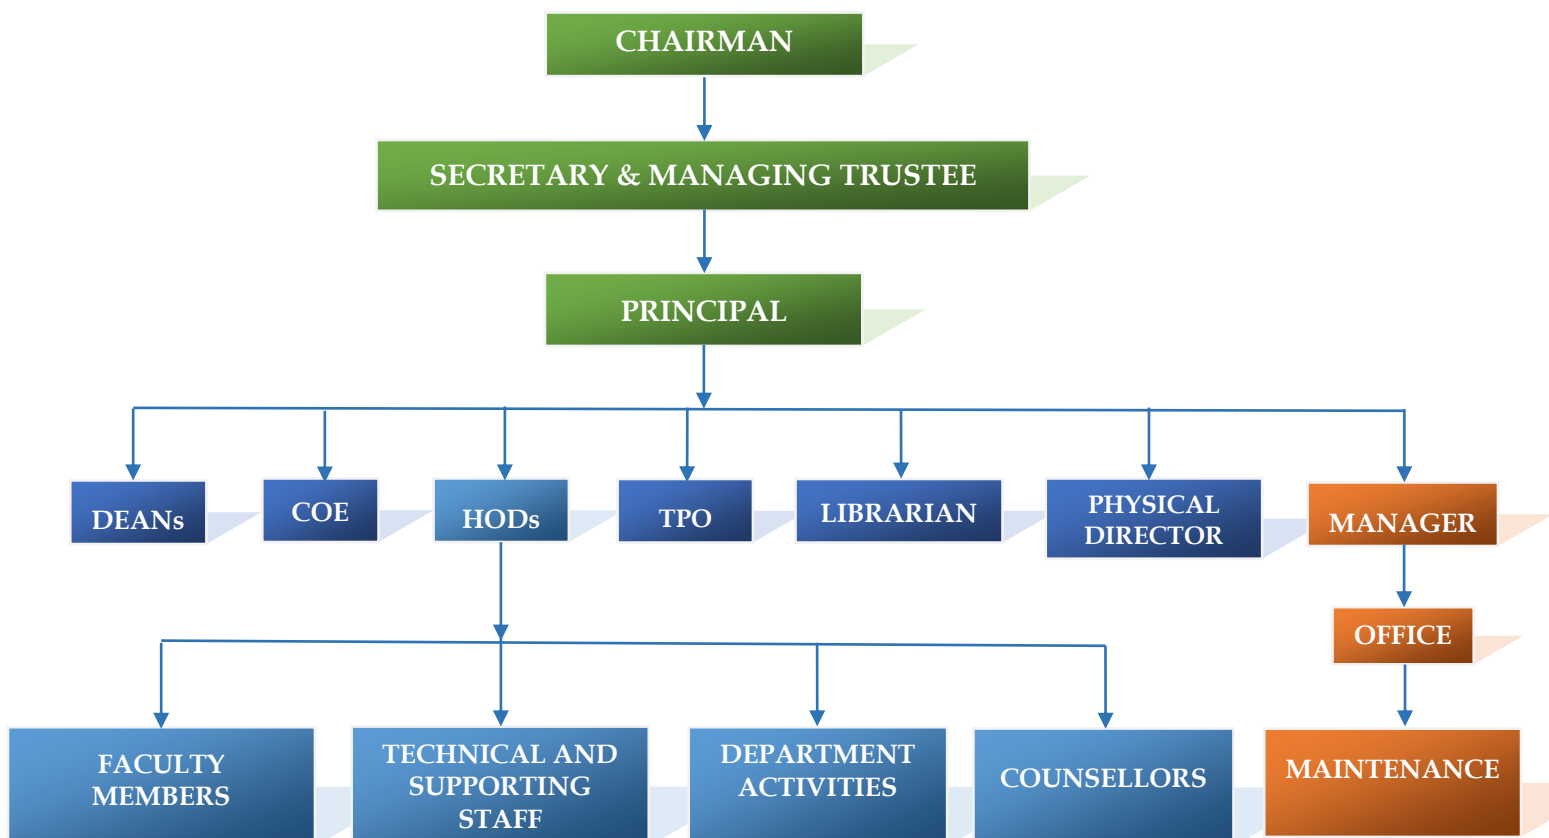 CHAIRMAN
SECRETARY & MANAGING TRUSTEE
PRINCIPAL
DEANs
COE
HODs
TPO
LIBRARIAN
PHYSICAL
DIRECTOR
MANAGER
OFFICE
FACULTY
MEMBERS
TECHNICAL AND
SUPPORTING
STAFF
DEPARTMENT
ACTIVITIES
COUNSELLORS
MAINTENANCE